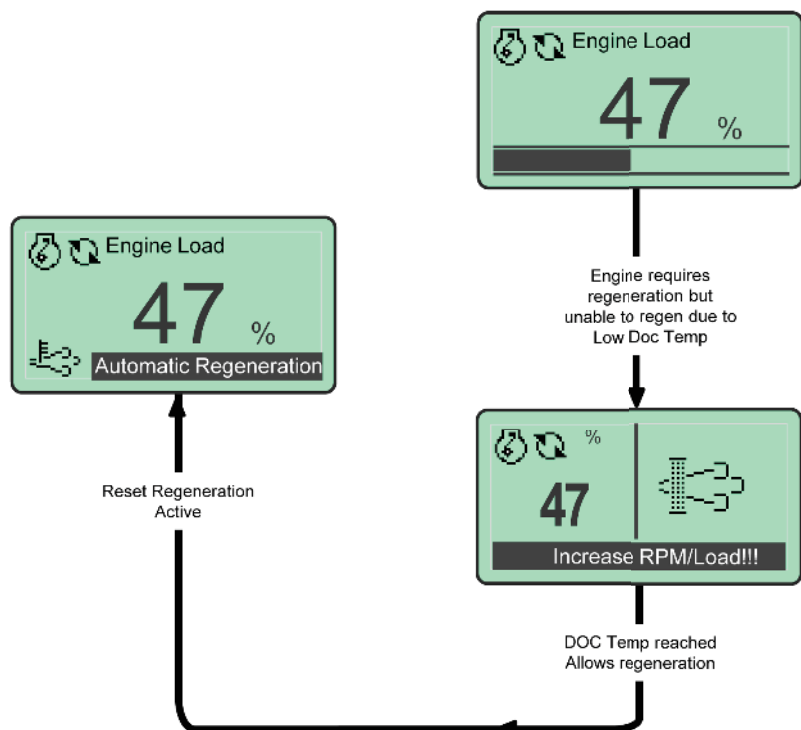 Engine Load
47 %
Engine requires
regeneration but
unable to regen due to
Low Doc Temp
%
47
Increase RPM/Load!!!
DOC Temp reached
Allows regeneration
Reset Regeneration
Active
Engine Load
47 %
Automatic Regeneration